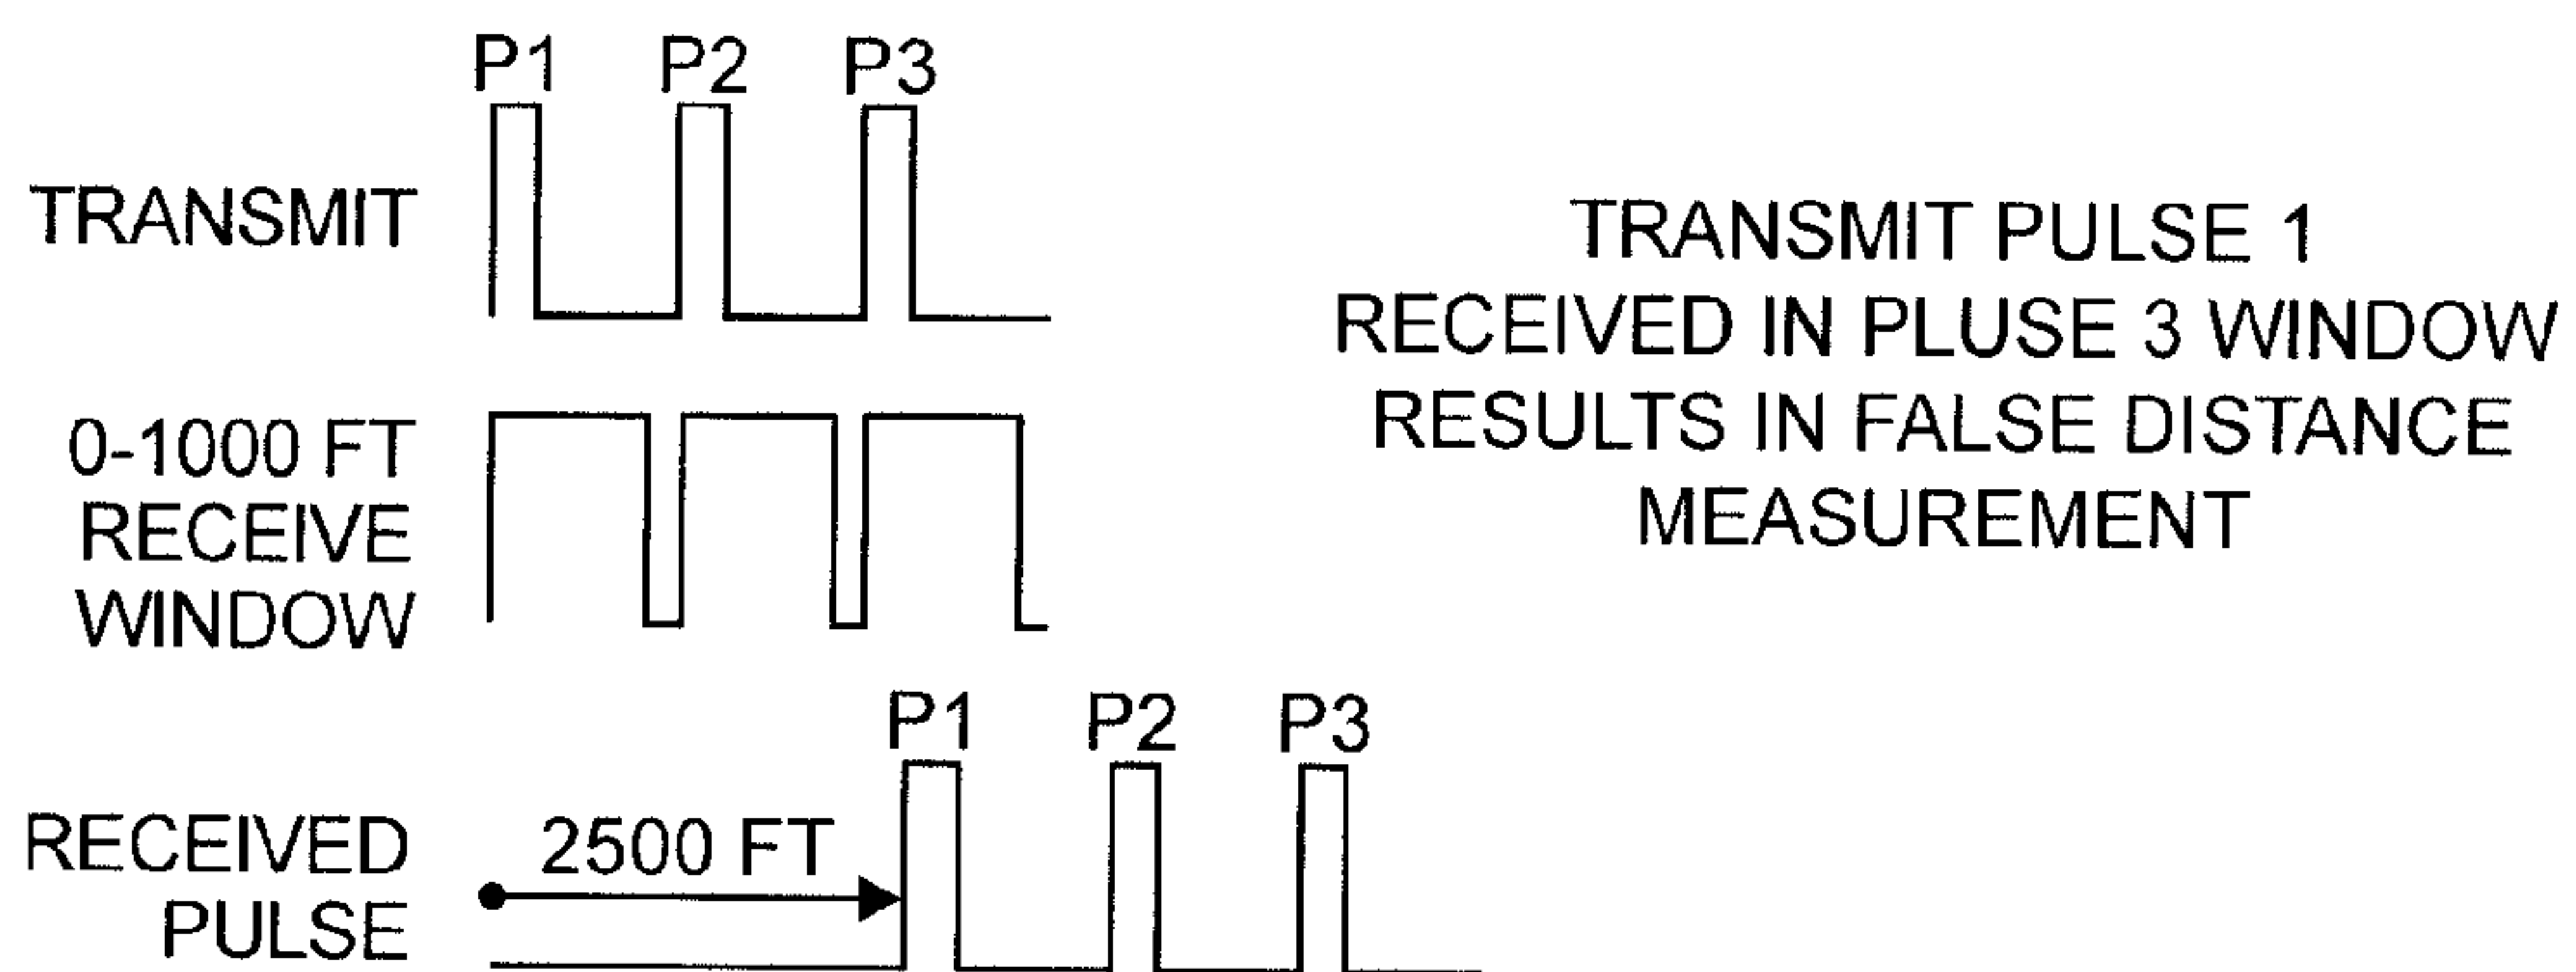 P1 P2 P3
TRANSMIT
0-1000 FT
RECEIVE
WINDOW
TRANSMIT PULSE 1
RECEIVED IN PLUSE 3 WINDOW
RESULTS IN FALSE DISTANCE
MEASUREMENT
P1 P2 P3
RECEIVED
PULSE
2500 FT